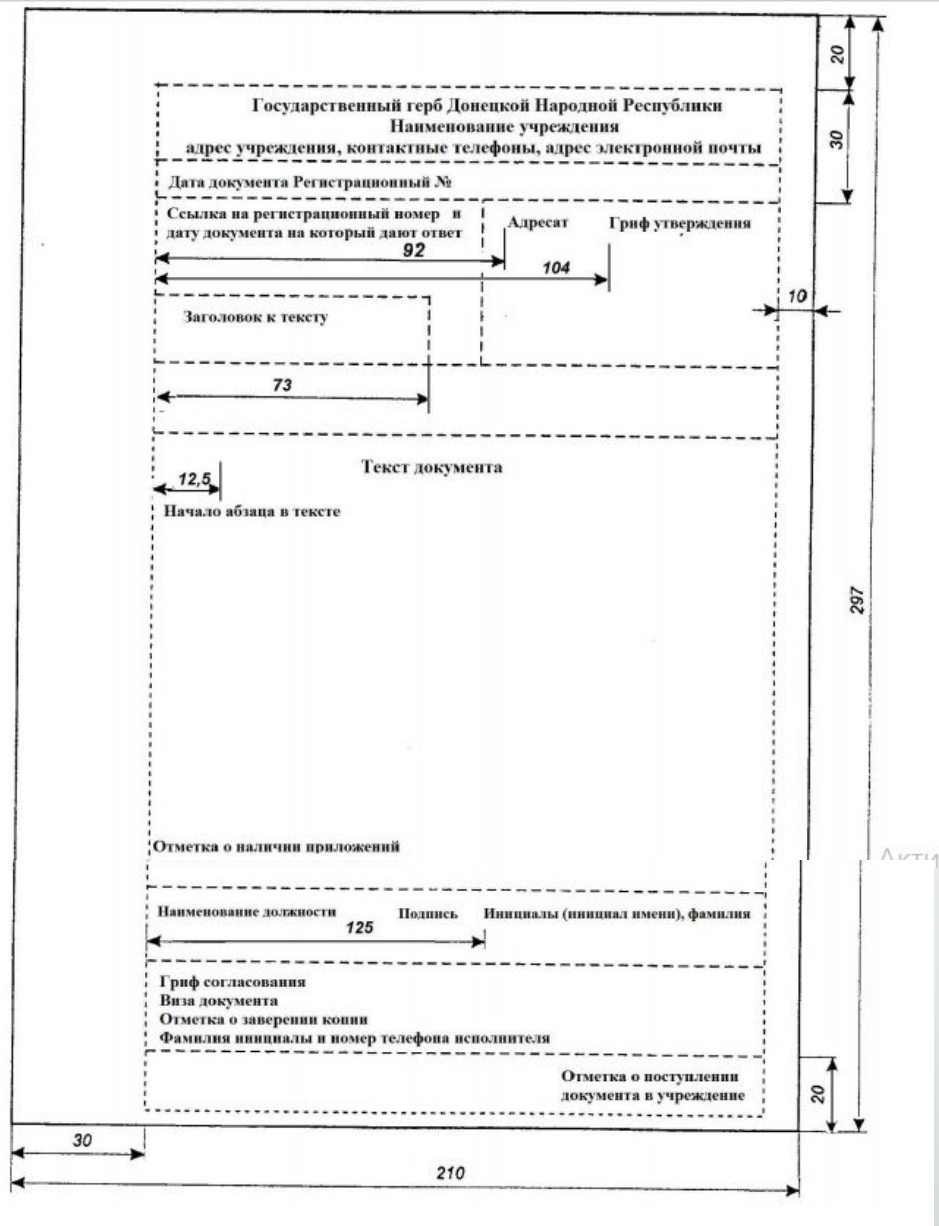 20
Государственный герб Донецкой Народной Республики
Наименование учреждения
адрес учреждения, контактные телефоны, адрес электронной почты
30
Дата документа Регистрационный №
Ссылка на регистрационный номер и
дату документа на который дают ответ
Адресат
Гриф утверждения
92
104
10
Заголовок к тексту
73
Текст документа
12,5
Начало абзаца в тексте
297
Отметка о наличии приложений
Акти
Наименование должности Подпись Инициалы (инициал имени), фамилия
125
Гриф согласования
Виза документа
Отметка о заверении копии
Фамилия инициалы и номер телефона исполнителя
Отметка о поступлении
документа в учреждение
20
30
210